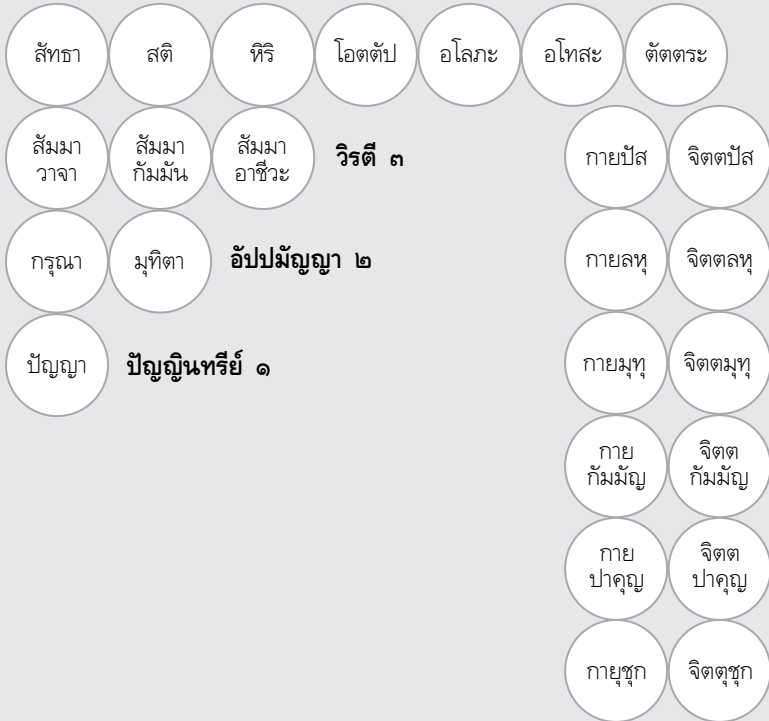 สัทธา สติ หิริ โอตตัป อโลภะ อโทสะ ตัตตระ
สัมมา สัมมา สัมมา
วาจา กัมมัน อาชีวะ
วิรตี ๓
กายปัส จิตตปัส
กรุณา มุทิตา อัปปมัญญา ๒
กายลหุ จิตตลหุ
ปัญญา ปัญญินทรีย์ ๑
กายมุทุ จิตตมุทุ
กาย จิตต
กัมมัญ กัมมัญ
กาย จิตต
ปาคุญ ปาคุญ
กายุชุก จิตตุชุก